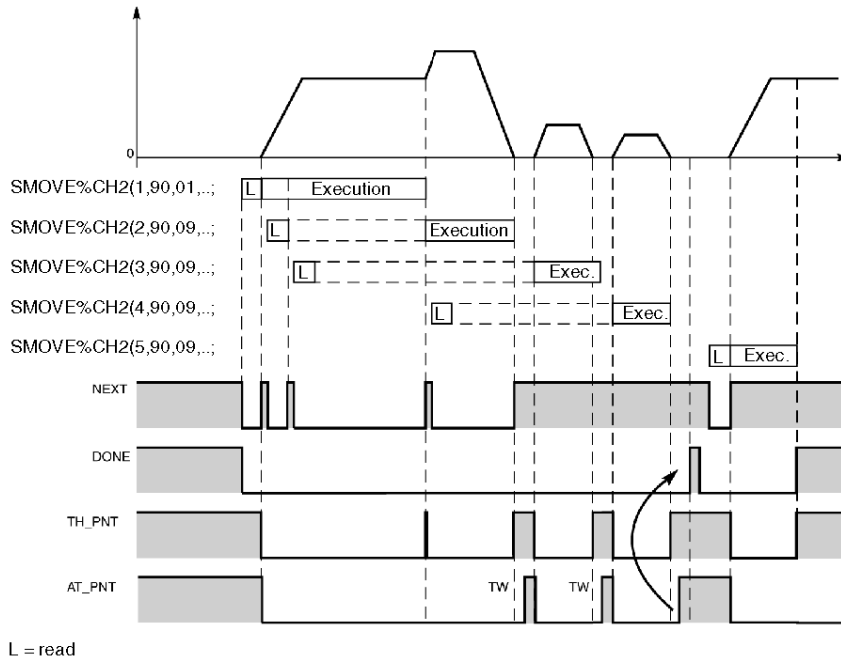 0
SMOVE%CH2(1,90,01,..; L Execution
SMOVE%CH2(2,90,09,..; L Execution
SMOVE%CH2(3,90,09,..; L Exec.
SMOVE%CH2(4,90,09,..; L Exec.
SMOVE%CH2(5,90,09,..; L Exec.
NEXT
DONE
TH_PNT
AT_PNT TW TW
L = read